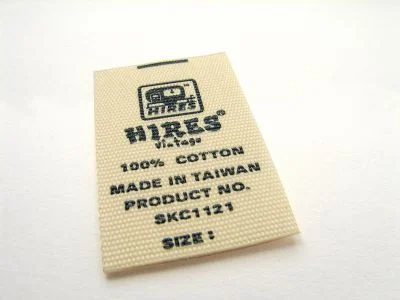 HIRES
HIRES®
Vintage
100% COTTON
MADE IN TAIWAN
PRODUCT NO.
SKC1121
SIZE :